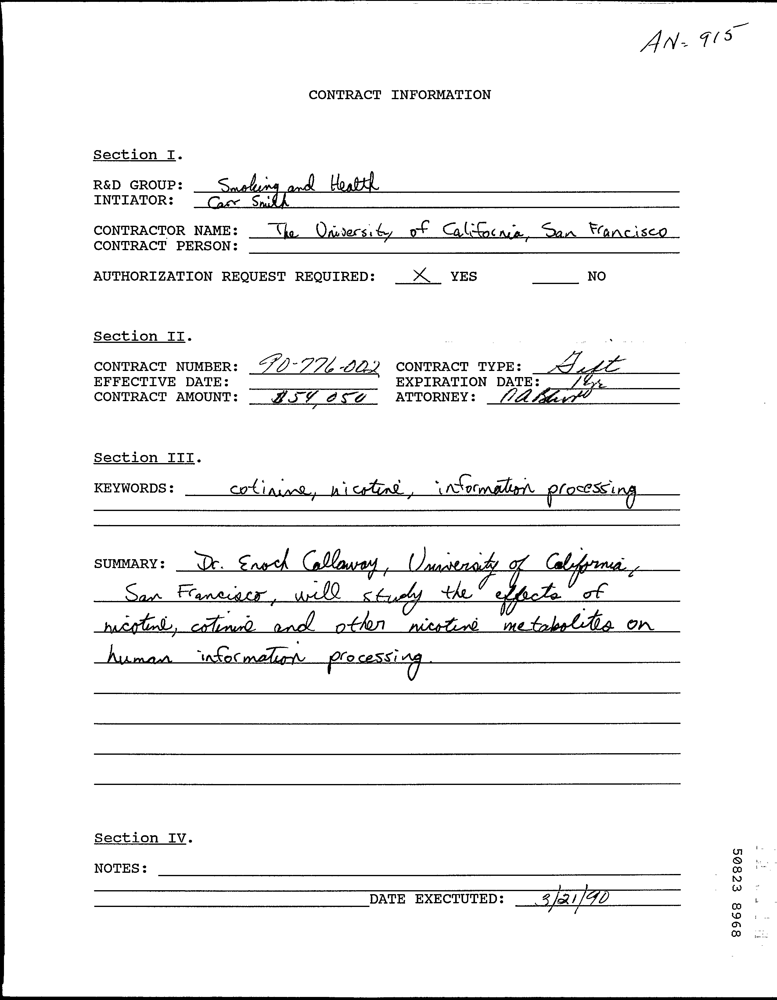 AN-915
CONTRACT INFORMATION
Section I.
R&D GROUP: Smoking and Health
INTIATOR: Carr Smith
CONTRACTOR NAME: The University of California, San Francisco
CONTRACT PERSON:
AUTHORIZATION REQUEST REQUIRED: X YES NO
Section II.
CONTRACT NUMBER: 90-776-002 CONTRACT TYPE: Gift
EFFECTIVE DATE: EXPIRATION DATE: 1 yr
CONTRACT AMOUNT: $54,050 ATTORNEY:
Section III.
KEYWORDS: cotinine, nicotine, information processing
SUMMARY: Dr. Enoch Callaway, University of California,
San Francisco, will study the effects of
nicotine, cotinine and other nicotine metabolites on
human information processing.
Section IV.
NOTES:
DATE EXECTUTED: 3/21/90
50823 8968